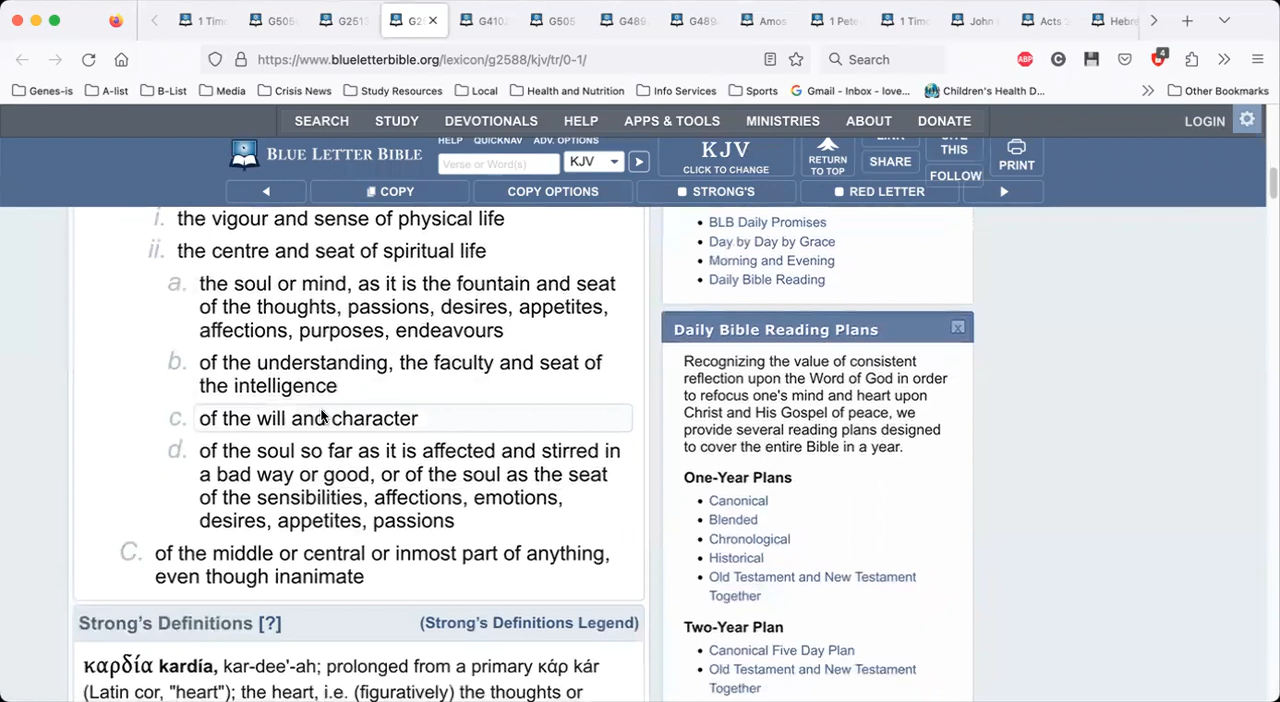 1 Timo
G505
G2513
G2
G410
G505
G489
G489
Amos
1 Pete
1 Tim
John
Acts
Hebre
https://www.blueletterbible.org/lexicon/g2588/kjv/tr/0-1/
Search
ABP
C
4
Genes-is
A-list
B-List
Media
Crisis News
Study Resources
Local
Health and Nutrition
Info Services
Sports
Gmail - Inbox - love...
Children's Health D...
Other Bookmarks
SEARCH
STUDY
DEVOTIONALS
HELP
APPS & TOOLS
MINISTRIES
ABOUT
DONATE
LOGIN
HELP
QUICKNAV
ADV. OPTIONS
BLUE LETTER BIBLE
Verse or Word(s)
KJV
KJV
CLICK TO CHANGE
RETURN
TO TOP
LINK
SHARE
SITE
THIS
FOLLOW
PRINT
COPY
COPY OPTIONS
STRONG'S
RED LETTER
i. the vigour and sense of physical life
ii. the centre and seat of spiritual life
a. the soul or mind, as it is the fountain and seat
of the thoughts, passions, desires, appetites,
affections, purposes, endeavours
b. of the understanding, the faculty and seat of
the intelligence
c. of the will and character
d. of the soul so far as it is affected and stirred in
a bad way or good, or of the soul as the seat
of the sensibilities, affections, emotions,
desires, appetites, passions
C. of the middle or central or inmost part of anything,
even though inanimate
Strong's Definitions [?]
(Strong's Definitions Legend)
καρδία kardía, kar-dee'-ah; prolonged from a primary κάρ kár
(Latin cor, "heart"); the heart, i.e. (figuratively) the thoughts or
BLB Daily Promises
Day by Day by Grace
Morning and Evening
Daily Bible Reading
Daily Bible Reading Plans
Recognizing the value of consistent
reflection upon the Word of God in order
to refocus one's mind and heart upon
Christ and His Gospel of peace, we
provide several reading plans designed
to cover the entire Bible in a year.
One-Year Plans
Canonical
Blended
Chronological
Historical
Old Testament and New Testament
Together
Two-Year Plan
Canonical Five Day Plan
Old Testament and New Testament
Together